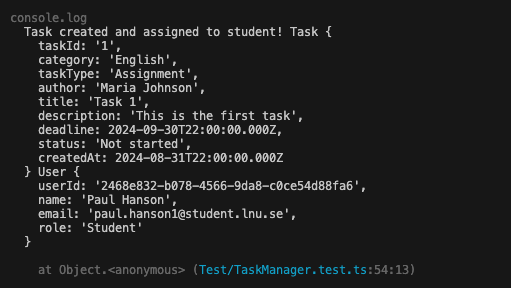 console.log
Task created and assigned to student! Task {
taskId: '1',
category: 'English',
taskType: 'Assignment',
author: 'Maria Johnson',
title: 'Task 1',
description: 'This is the first task',
deadline: 2024-09-30T22:00:00.000Z,
status: 'Not started',
createdAt: 2024-08-31T22:00:00.000Z
} User {
userId: '2468e832-b078-4566-9da8-c0ce54d88fa6',
name: 'Paul Hanson',
email: 'paul.hanson1@student.lnu.se',
role: 'Student'
}
at Object.<anonymous> (Test/TaskManager.test.ts:54:13)